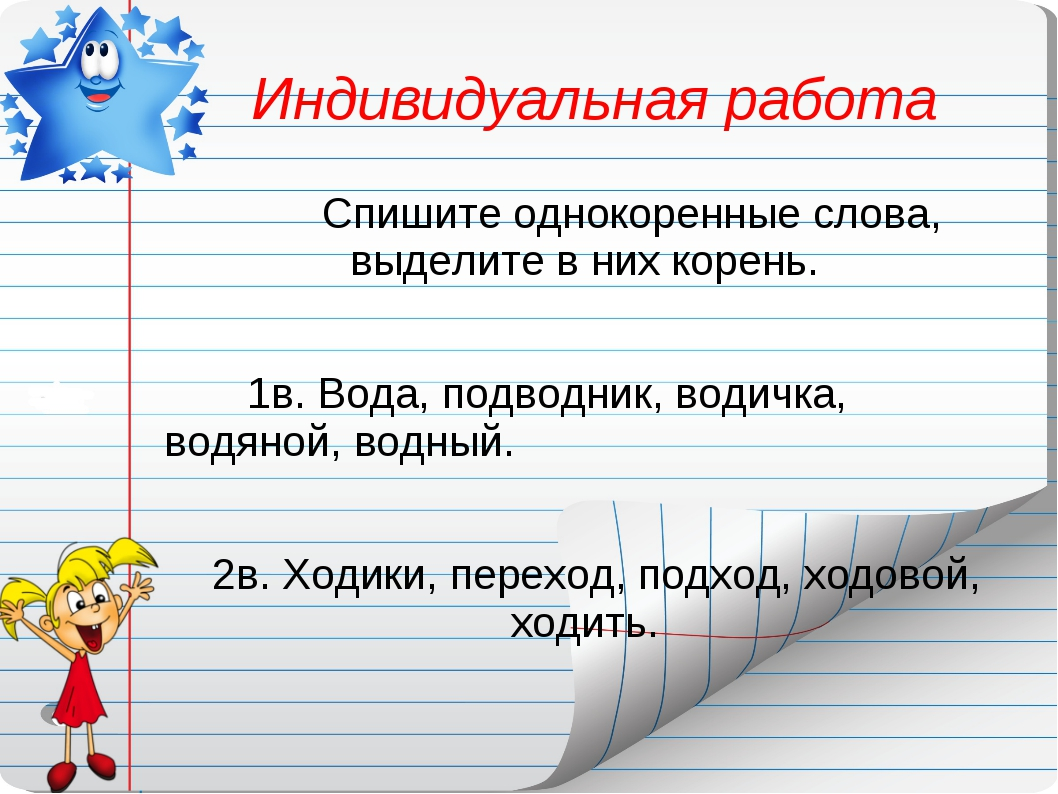 Индивидуальная работа
Спишите однокоренные слова,
выделите в них корень.
1в. Вода, подводник, водичка,
водяной, водный.
2в. Ходики, переход, подход, ходовой,
ходить.